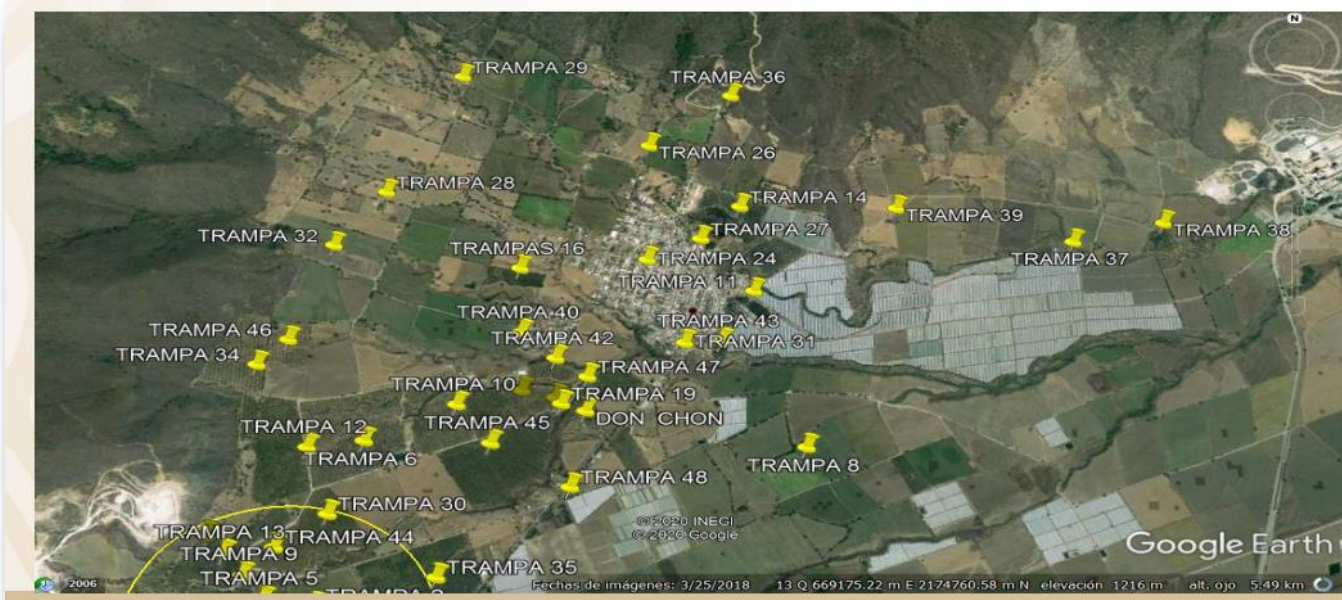 N
TRAMPA 29
TRAMPA 36
TRAMPA 26
TRAMPA 28
TRAMPA 14
TRAMPA 39
TRAMPA 38
TRAMPA 32
TRAMPA 27
TRAMPA 37
TRAMPAS 16
TRAMPA 24
TRAMPA 11
TRAMPA 40
TRAMPA 43
TRAMPA 46
TRAMPA 42
TRAMPA 31
TRAMPA 34
TRAMPA 47
TRAMPA 10
TRAMPA 19
TRAMPA 12
TRAMPA 45
DON CHON
TRAMPA 6
TRAMPA 8
TRAMPA 48
TRAMPA 30
© 2020 INEGI
© 2020 Google
TRAMPA 13
TRAMPA 44
Google Earth
TRAMPA 9
TRAMPA 5
TRAMPA 35
2006
Fechas de imágenes: 3/25/2018 13 Q 669175.22 m E 2174760.58 m N elevación 1216 m alt. ojo 5.49 km